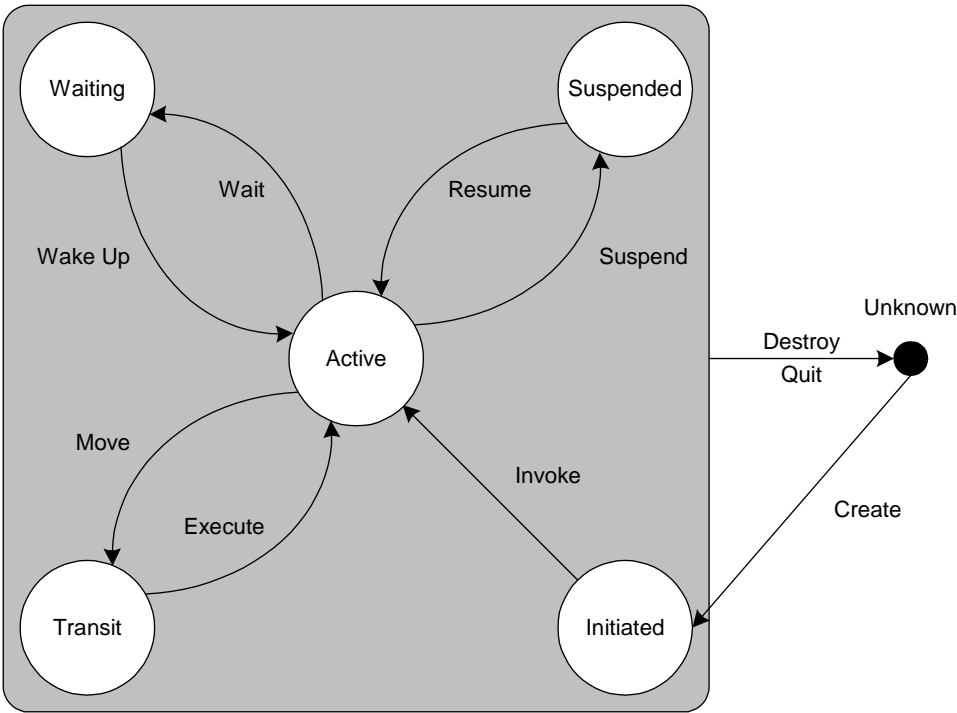 Waiting
Suspended
Wait
Resume
Wake Up
Suspend
Unknown
Destroy
Quit
Active
Move
Invoke
Create
Execute
Transit
Initiated